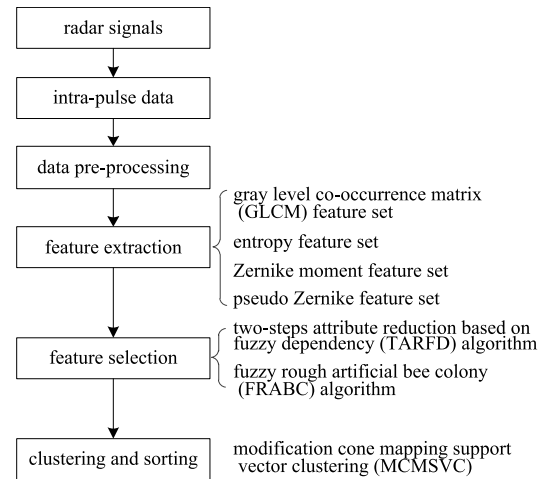 radar signals
intra-pulse data
data pre-processing
feature extraction
gray level co-occurrence matrix
(GLCM) feature set
entropy feature set
Zernike moment feature set
pseudo Zernike feature set
feature selection
two-steps attribute reduction based on
fuzzy dependency (TARFD) algorithm
fuzzy rough artificial bee colony
(FRABC) algorithm
clustering and sorting
modification cone mapping support
vector clustering (MCMSVC)